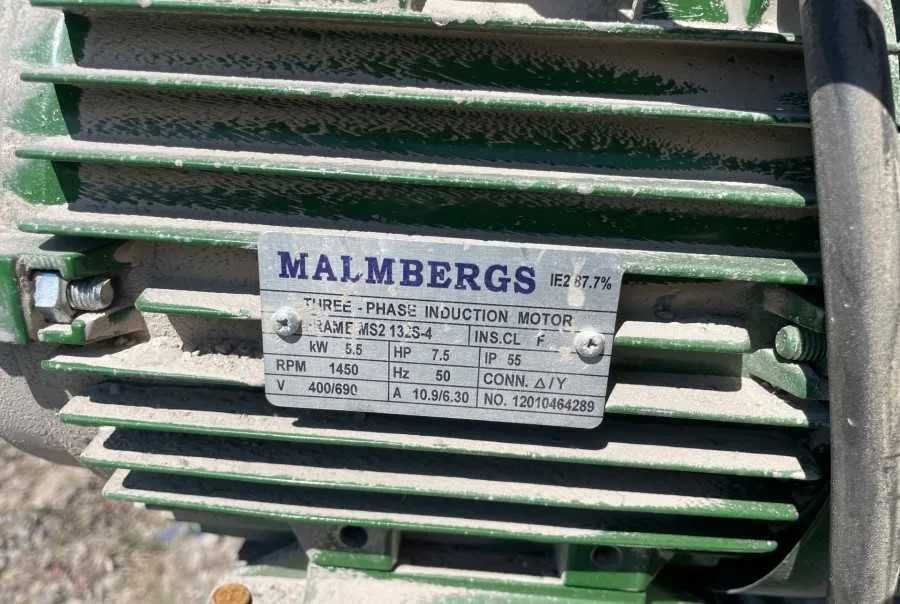 MALMBERGS IE2 87.7%
THREE - PHASE INDUCTION MOTOR
FRAME MS2 132S-4 INS.CL F
kW 5.5 HP 7.5 IP 55
RPM 1450 Hz 50 CONN. Δ/Y
V 400/690 A 10.9/6.30 NO. 12010464289